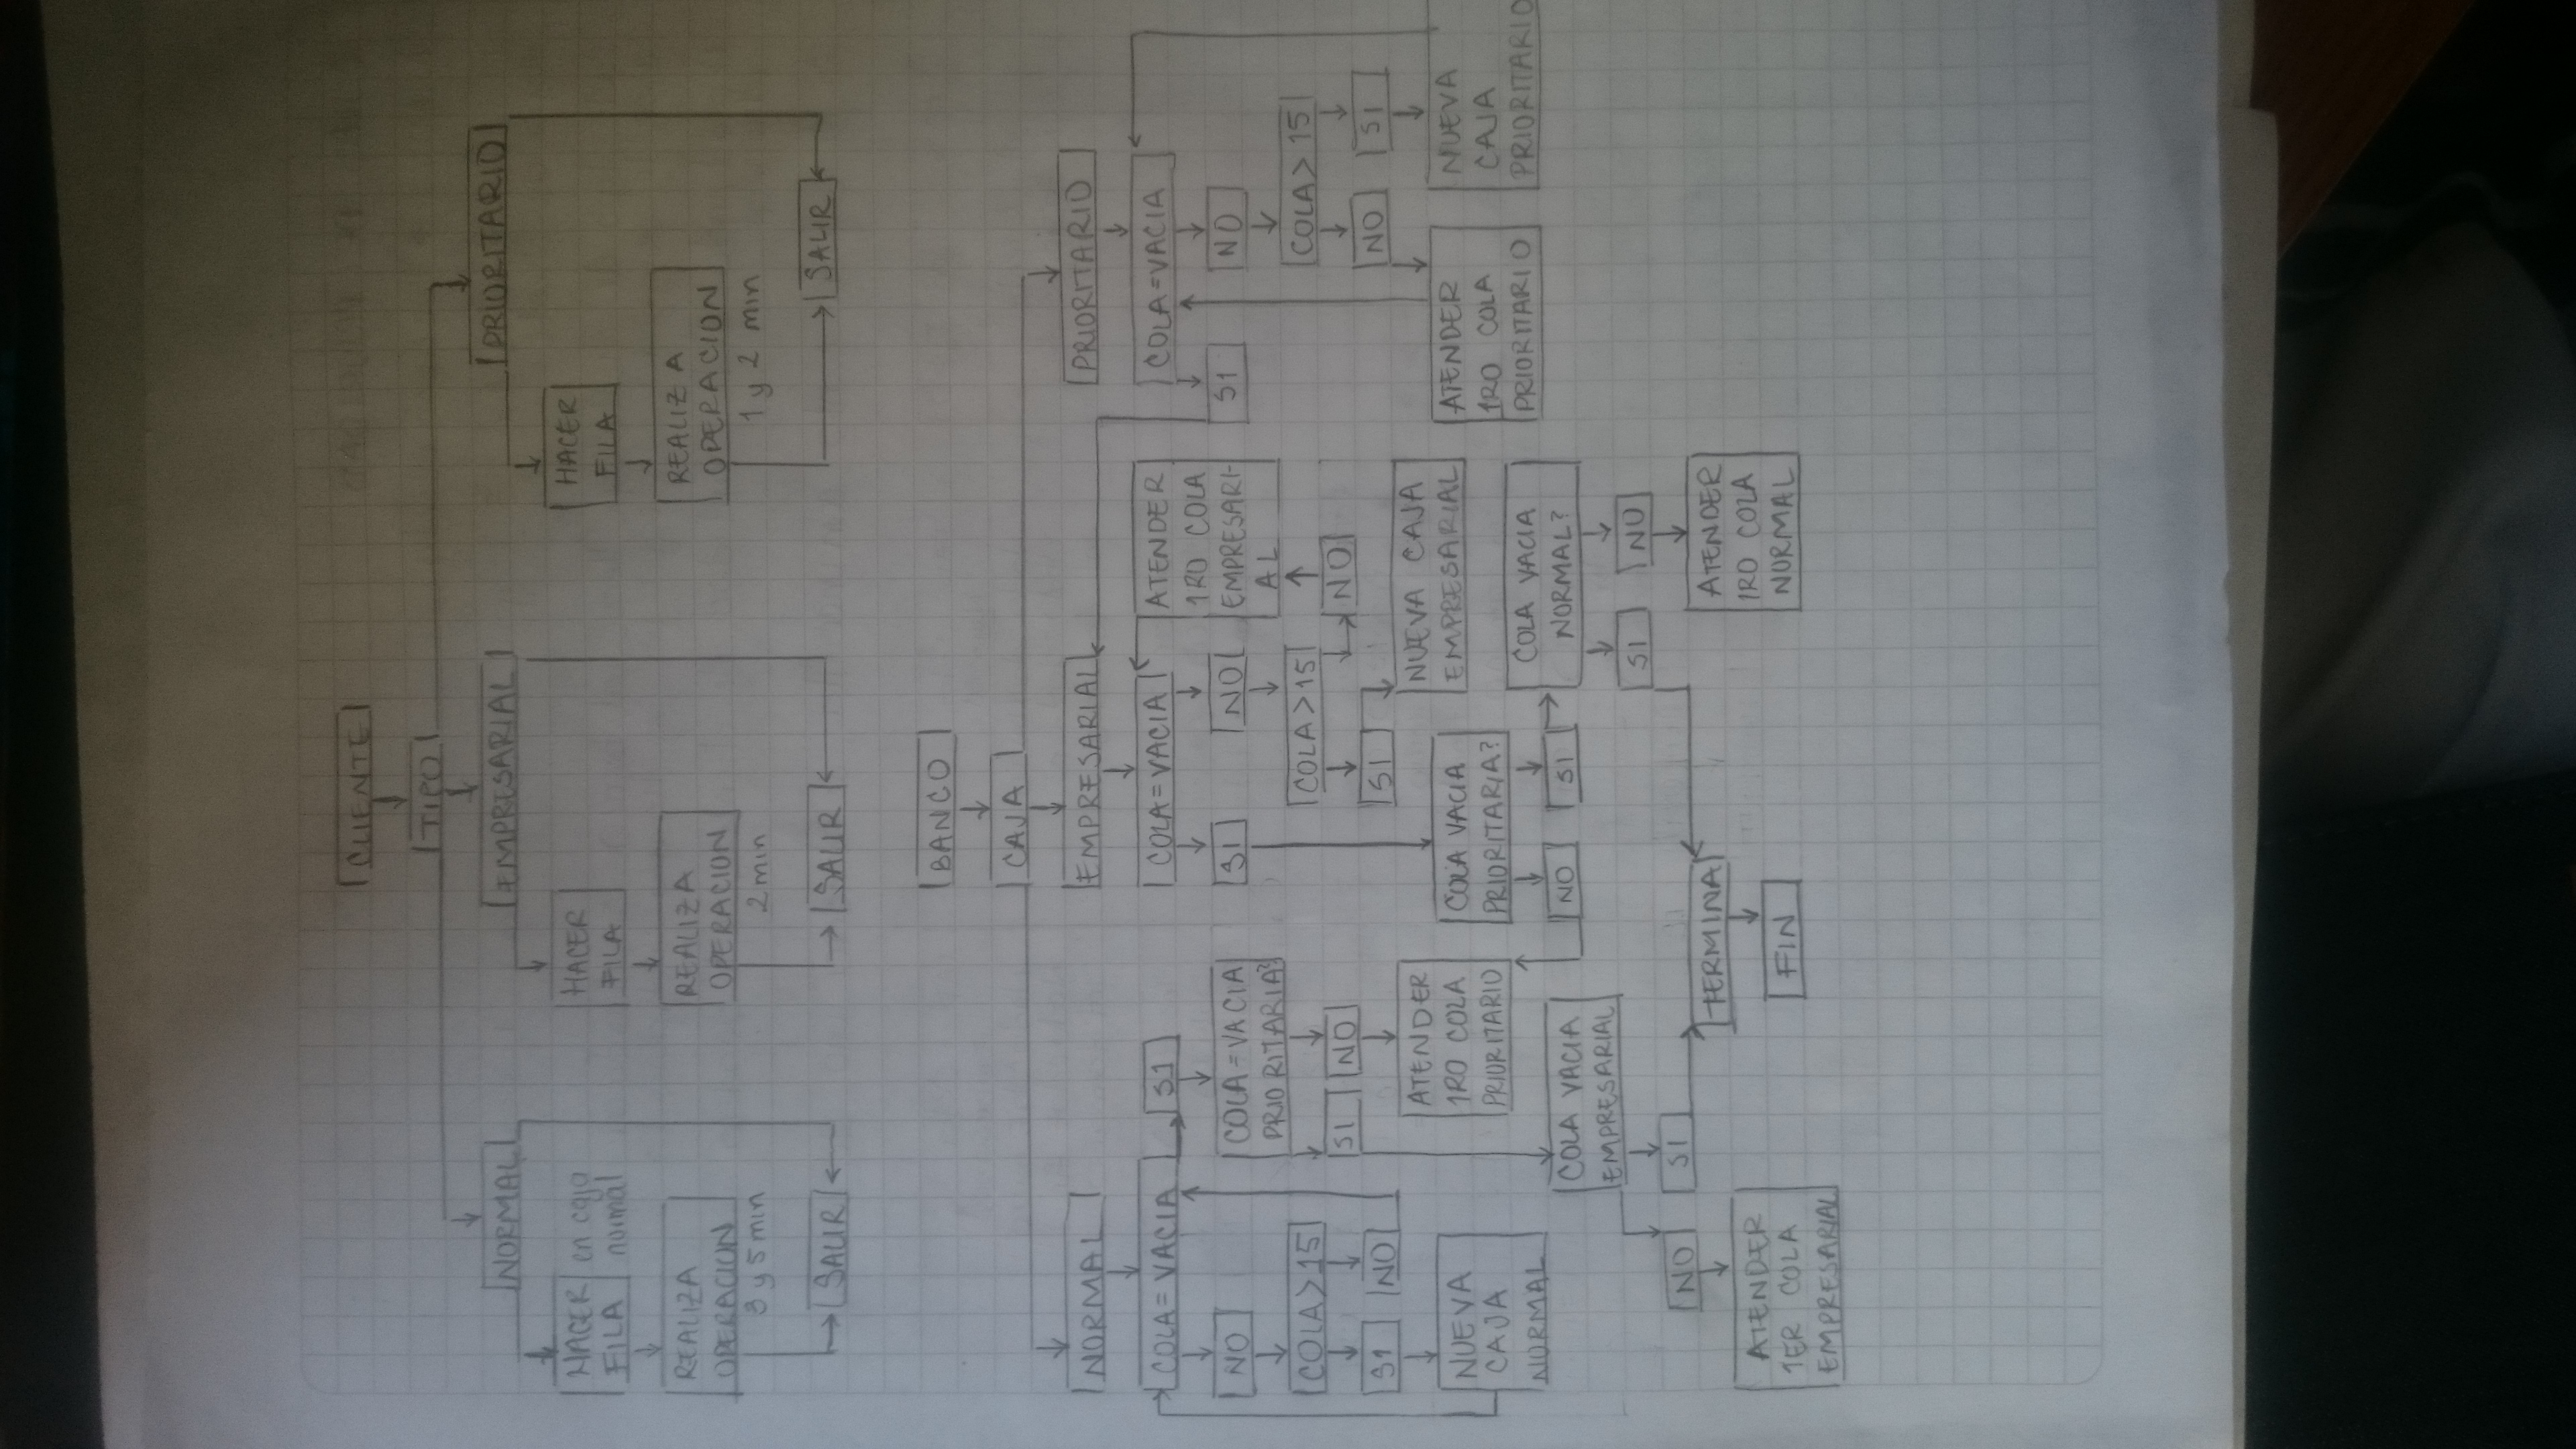 CLIENTE
TIPO
NORMAL
EMPRESARIAL
PRIORITARIO
HACER
FILA
en caja
normal
REALIZA
OPERACION
3 y 5 min
SALIR
HACER
FILA
REALIZA
OPERACION
2 min
SALIR
HACER
FILA
REALIZA
OPERACION
1 y 2 min
SALIR
BANCO
CAJA
NORMAL
EMPRESARIAL
PRIORITARIO
COLA = VACIA
SI
NO
COLA > 15
SI
NO
NUEVA
CAJA
NORMAL
COLA = VACIA
PRIORITARIA?
SI
NO
ATENDER
1RO COLA
PRIORITARIO
COLA VACIA
EMPRESARIAL
NO
SI
ATENDER
1ER COLA
EMPRESARIAL
TERMINA
FIN
COLA = VACIA
SI
NO
COLA > 15
SI
NO
ATENDER
1RO COLA
EMPRESARI-
AL
NUEVA CAJA
EMPRESARIAL
COLA VACIA
PRIORITARIA?
NO
SI
COLA VACIA
NORMAL?
SI
NO
ATENDER
1RO COLA
NORMAL
COLA = VACIA
SI
NO
COLA > 15
NO
SI
ATENDER
1RO COLA
PRIORITARIO
NUEVA
CAJA
PRIORITARIO